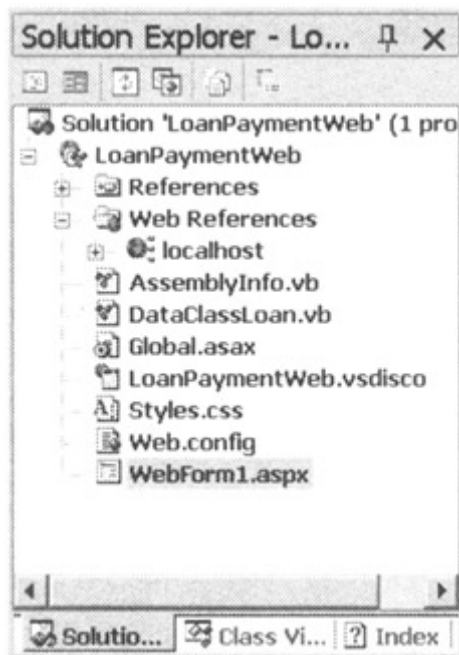 Solution Explorer - Lo...
Solution 'LoanPaymentWeb' (1 pro
LoanPaymentWeb
References
Web References
localhost
AssemblyInfo.vb
DataClassLoan.vb
Global.asax
LoanPaymentWeb.vsdisco
Styles.css
Web.config
WebForm1.aspx
Solutio... Class Vi... Index